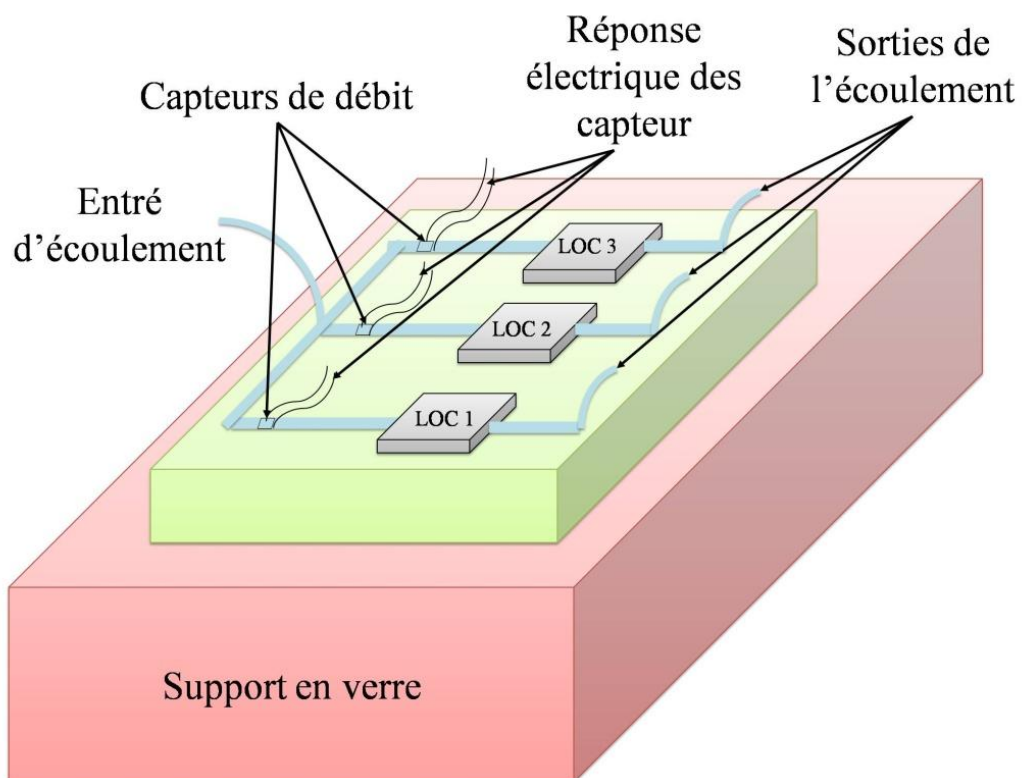 Réponse
électrique des
capteur
Sorties de
l'écoulement
Capteurs de débit
Entré
d'écoulement
LOC 3
LOC 2
LOC 1
Support en verre